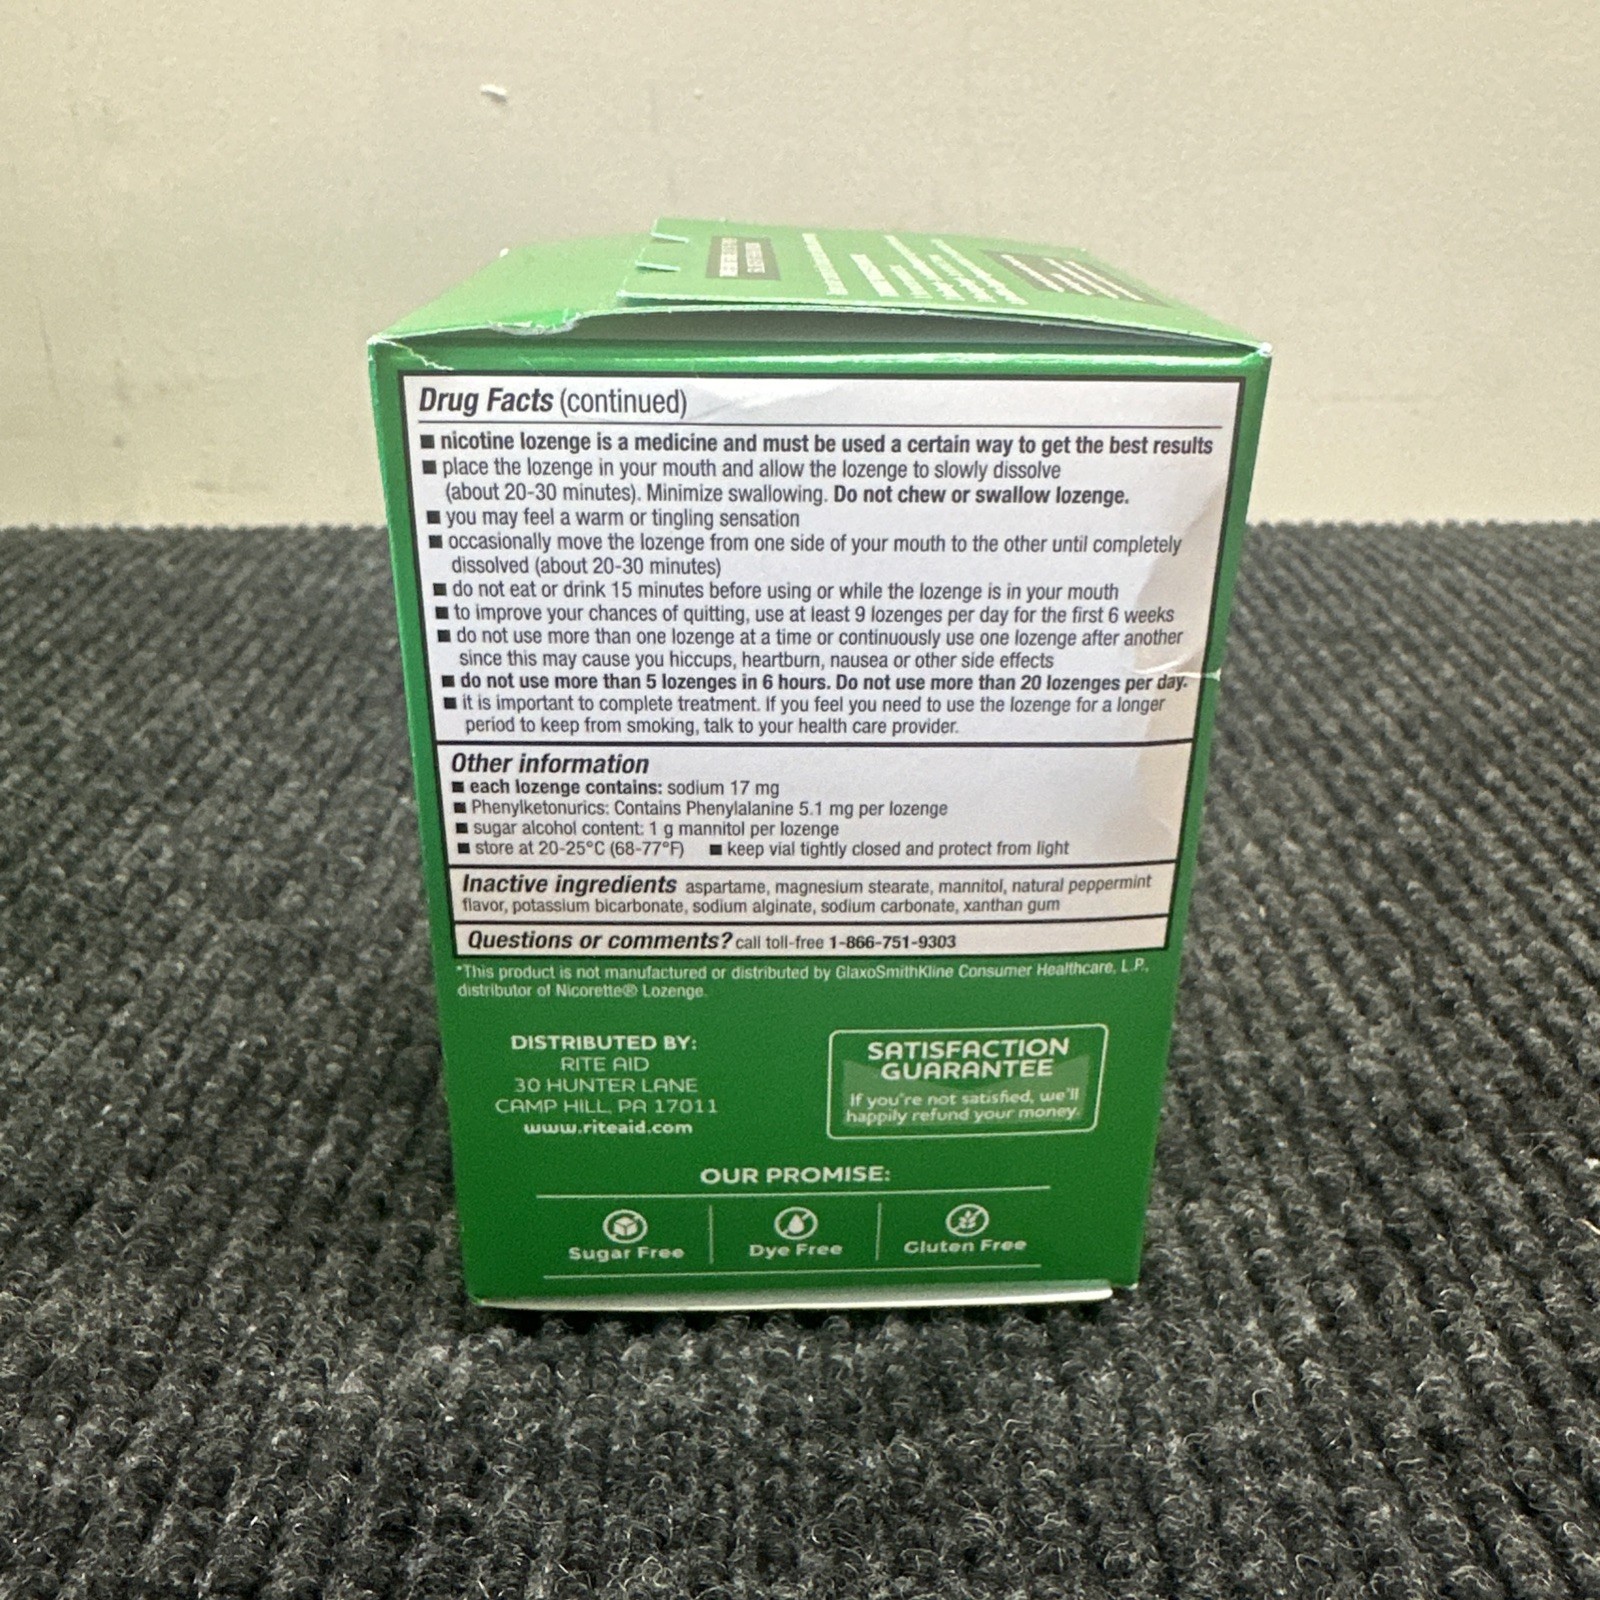 Drug Facts (continued)
■ nicotine lozenge is a medicine and must be used a certain way to get the best results
■ place the lozenge in your mouth and allow the lozenge to slowly dissolve
(about 20-30 minutes). Minimize swallowing. Do not chew or swallow lozenge.
■ you may feel a warm or tingling sensation
■ occasionally move the lozenge from one side of your mouth to the other until completely
dissolved (about 20-30 minutes)
■ do not eat or drink 15 minutes before using or while the lozenge is in your mouth
■ to improve your chances of quitting, use at least 9 lozenges per day for the first 6 weeks
■ do not use more than one lozenge at a time or continuously use one lozenge after another
since this may cause you hiccups, heartburn, nausea or other side effects
■ do not use more than 5 lozenges in 6 hours. Do not use more than 20 lozenges per day.
■ it is important to complete treatment. If you feel you need to use the lozenge for a longer
period to keep from smoking, talk to your health care provider.
Other information
■ each lozenge contains: sodium 17 mg
■ Phenylketonurics: Contains Phenylalanine 5.1 mg per lozenge
■ sugar alcohol content: 1 g mannitol per lozenge
■ store at 20-25°C (68-77°F) ■ keep vial tightly closed and protect from light
Inactive ingredients aspartame, magnesium stearate, mannitol, natural peppermint
flavor, potassium bicarbonate, sodium alginate, sodium carbonate, xanthan gum
Questions or comments? call toll-free 1-866-751-9303
*This product is not manufactured or distributed by GlaxoSmithKline Consumer Healthcare, L.P.,
distributor of Nicorette® Lozenge.
DISTRIBUTED BY:
RITE AID
30 HUNTER LANE
CAMP HILL, PA 17011
www.riteaid.com
SATISFACTION
GUARANTEE
If you're not satisfied, we'll
happily refund your money.
OUR PROMISE:
Sugar Free
Dye Free
Gluten Free